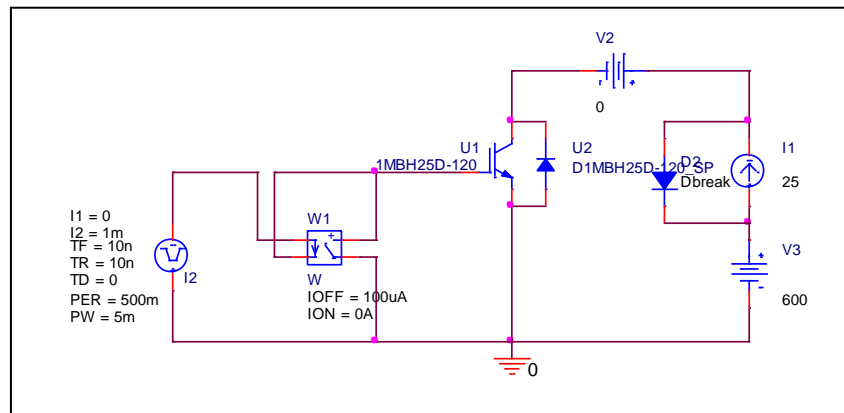 V2
0
U1
1MBH25D-120
U2
D1MBH25D-120_SP
D2
Dbreak
I1
25
V3
600
I1 = 0
I2 = 1m
TF = 10n
TR = 10n
TD = 0
PER = 500m
PW = 5m
I2
W1
+
W
IOFF = 100uA
ION = 0A
0